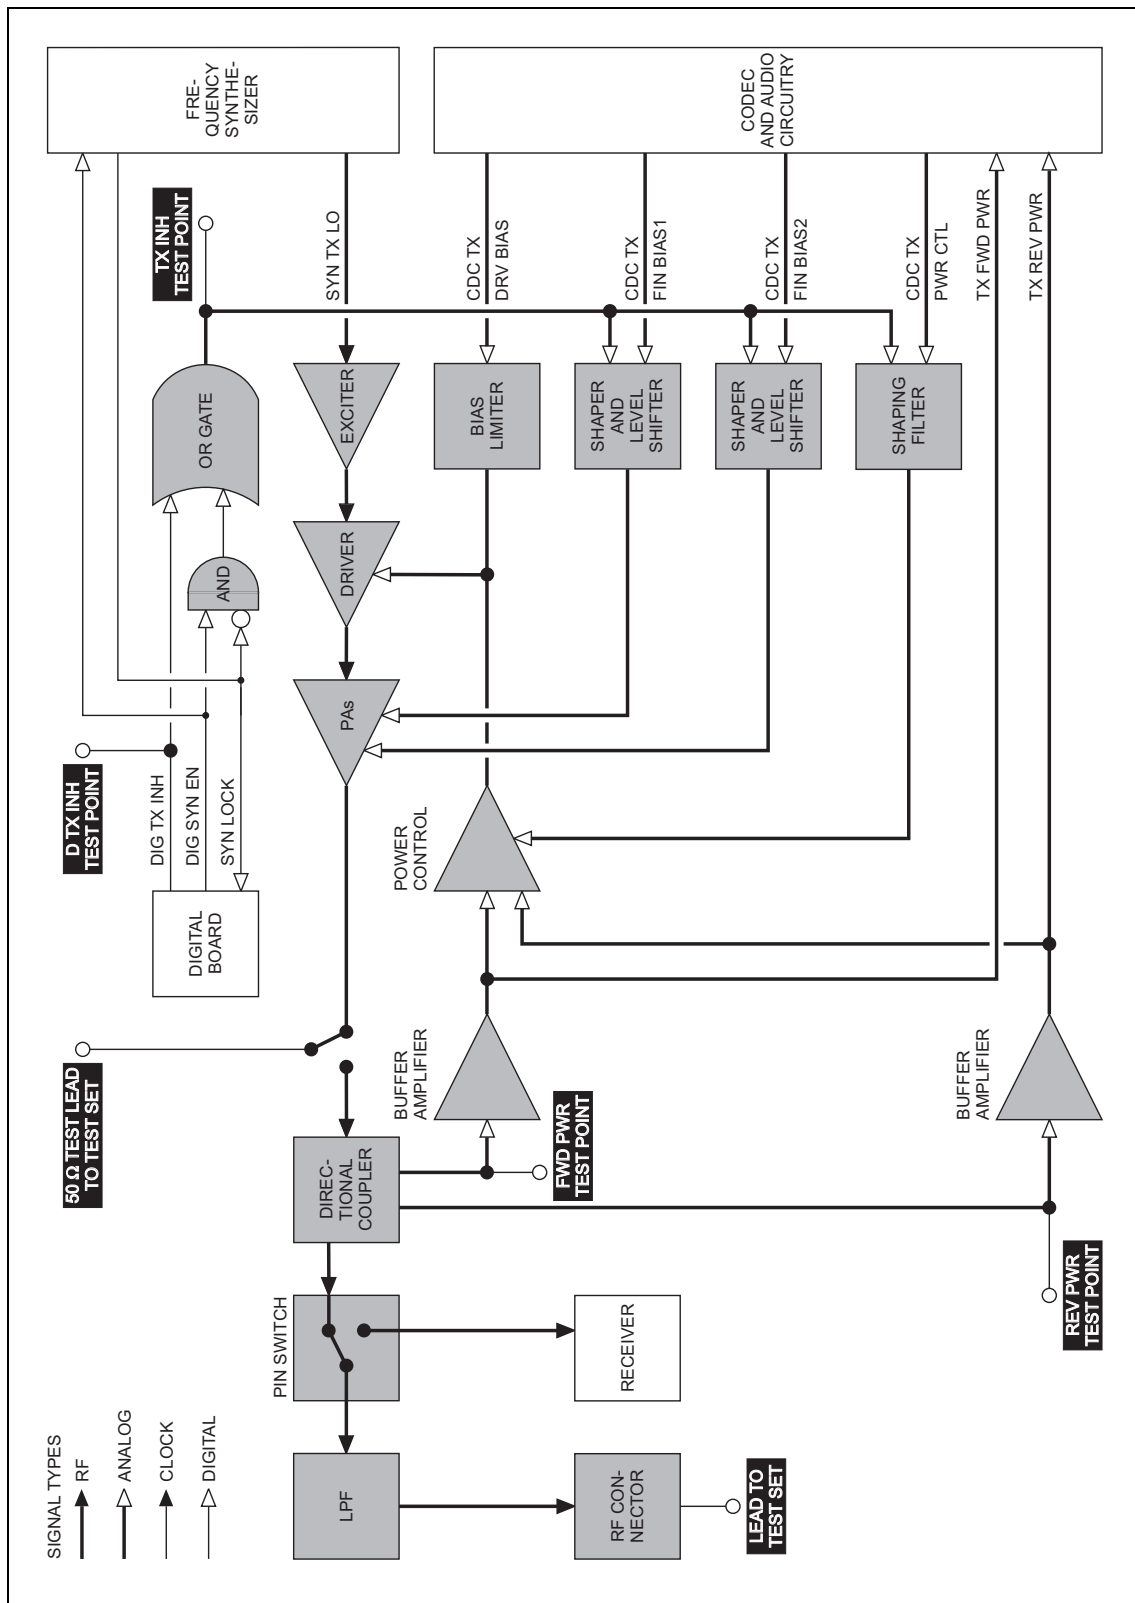 SIGNAL TYPES
RF
ANALOG
CLOCK
DIGITAL
50 Ω TEST LEAD
TO TEST SET
D TX INH
TEST POINT
TX INH
TEST POINT
DIGITAL
BOARD
DIG TX INH
DIG SYN EN
SYN LOCK
AND
OR GATE
FRE-
QUENCY
SYNTHE-
SIZER
LPF
PIN SWITCH
DIREC-
TIONAL
COUPLER
PAs
DRIVER
EXCITER
SYN TX LO
RF CON-
NECTOR
RECEIVER
LEAD TO
TEST SET
FWD PWR
TEST POINT
BUFFER
AMPLIFIER
POWER
CONTROL
BIAS
LIMITER
CDC TX
DRV BIAS
SHAPER
AND
LEVEL
SHIFTER
CDC TX
FIN BIAS1
SHAPER
AND
LEVEL
SHIFTER
CDC TX
FIN BIAS2
SHAPING
FILTER
CDC TX
PWR CTL
TX FWD PWR
TX REV PWR
CODEC
AND AUDIO
CIRCUITRY
REV PWR
TEST POINT
BUFFER
AMPLIFIER